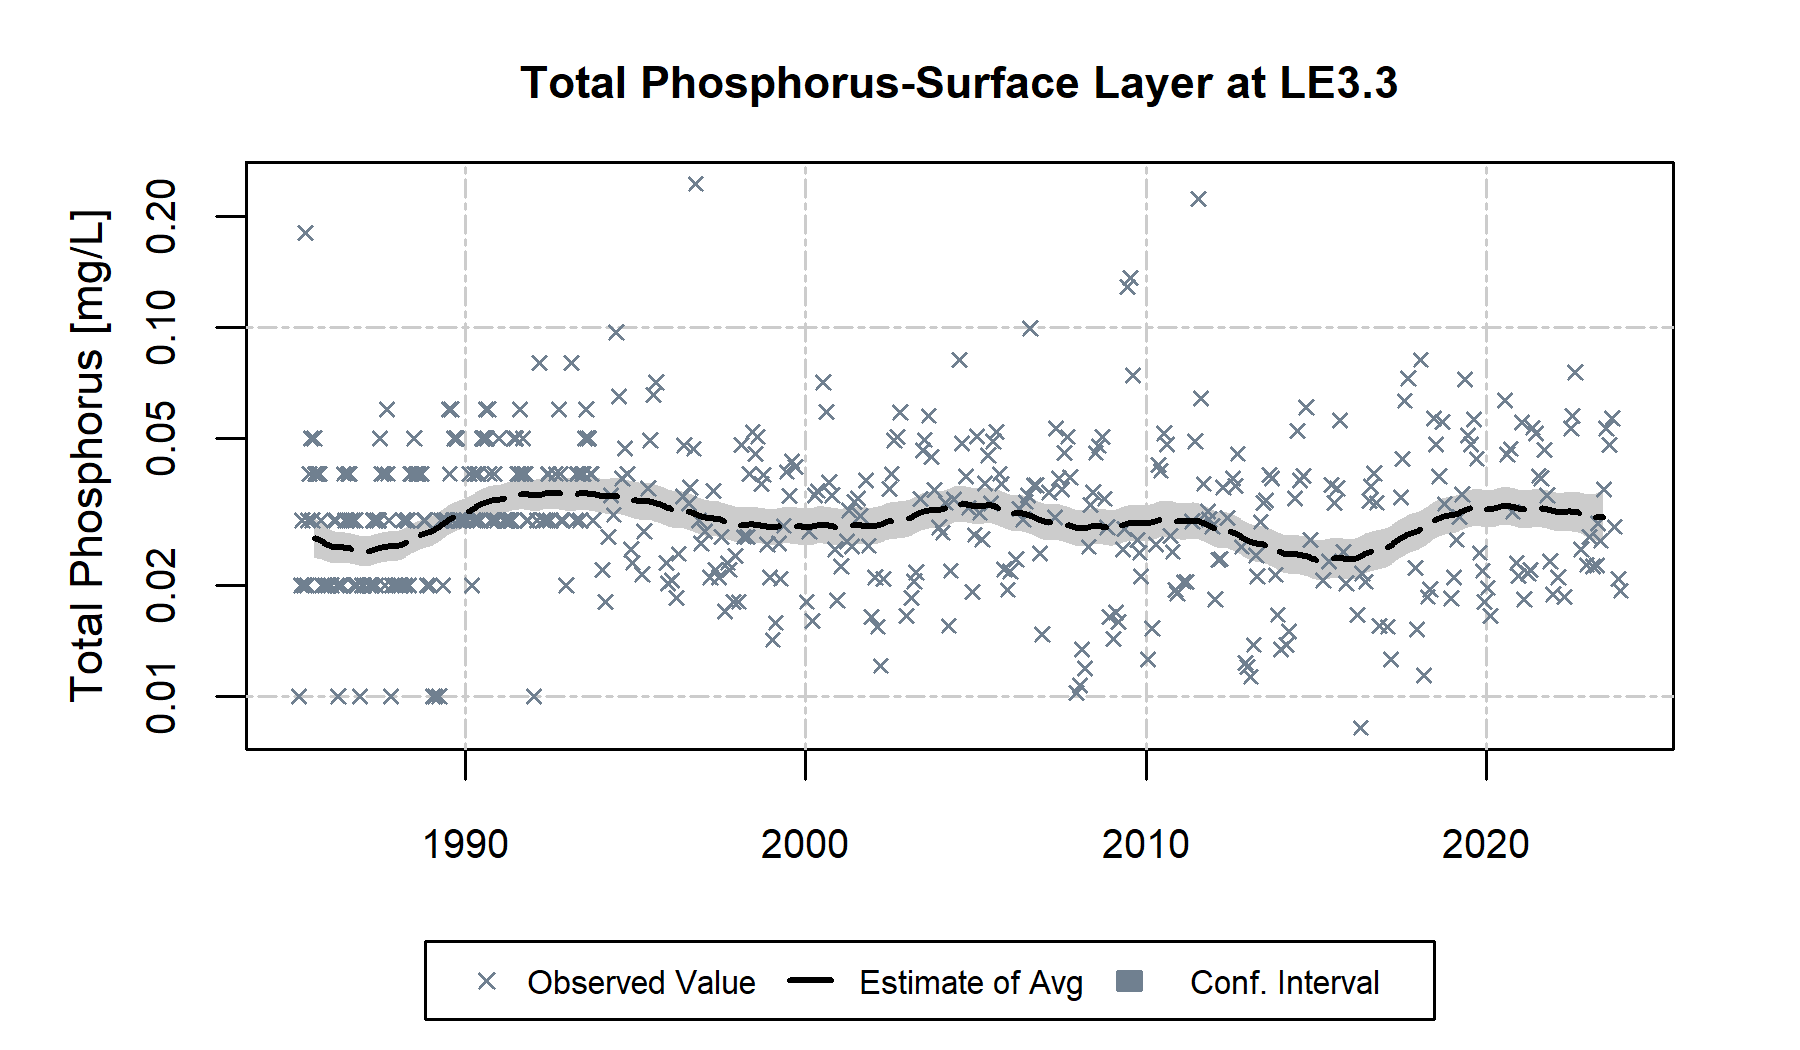 Total Phosphorus-Surface Layer at LE3.3
Total Phosphorus [mg/L]
0.20
0.10
0.05
0.02
0.01
1990 2000 2010 2020
Observed Value Estimate of Avg Conf. Interval